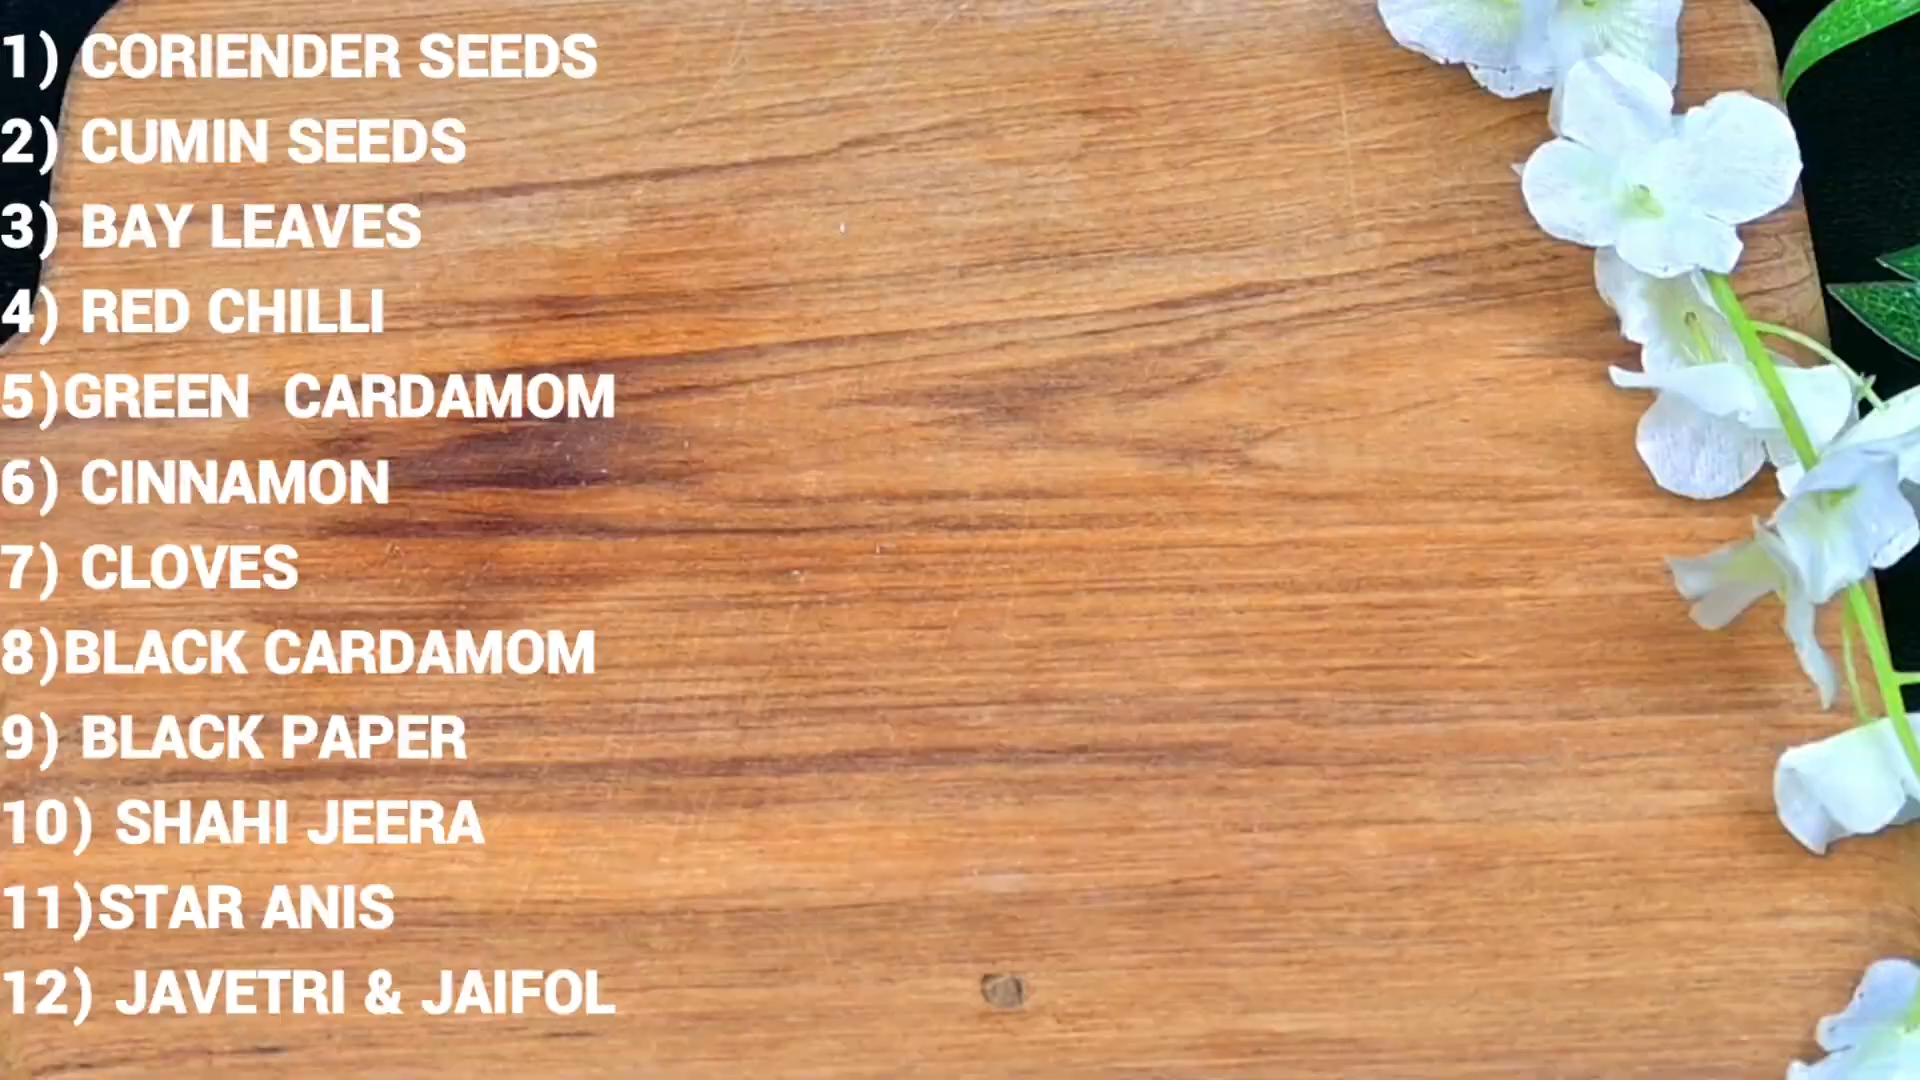 1) CORIENDER SEEDS
2) CUMIN SEEDS
3) BAY LEAVES
4) RED CHILLI
5)GREEN  CARDAMOM
6) CINNAMON
7) CLOVES
8)BLACK CARDAMOM
9) BLACK PAPER
10) SHAHI JEERA
11)STAR ANIS
12) JAVETRI & JAIFOL